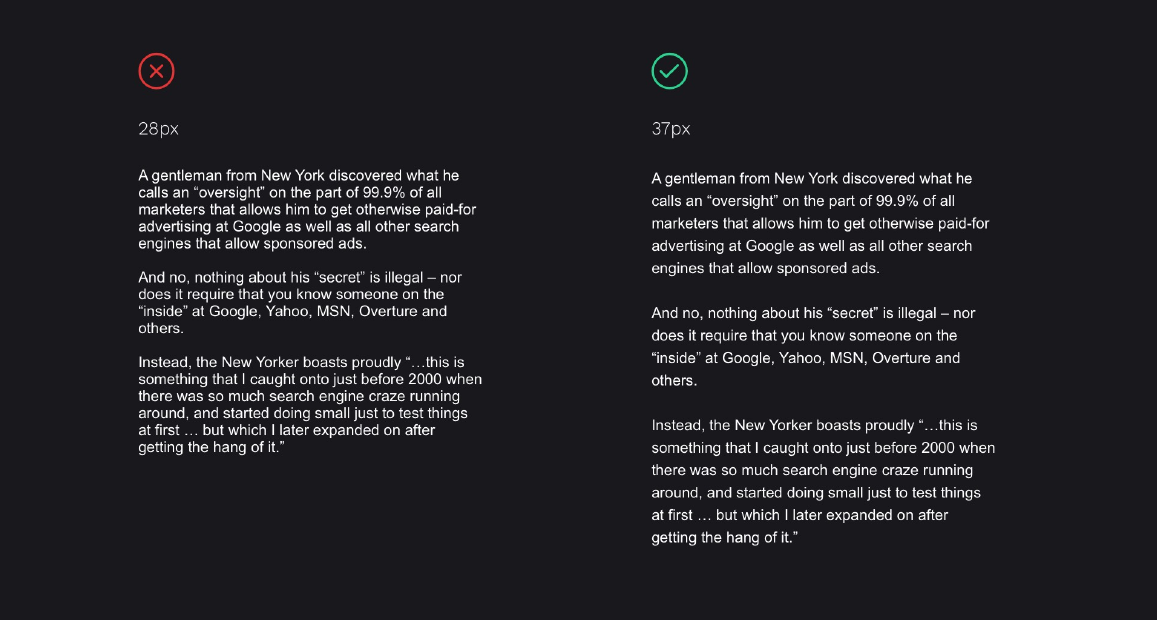 28px
A gentleman from New York discovered what he
calls an “oversight” on the part of 99.9% of all
marketers that allows him to get otherwise paid-for
advertising at Google as well as all other search
engines that allow sponsored ads.
And no, nothing about his “secret” is illegal – nor
does it require that you know someone on the
“inside” at Google, Yahoo, MSN, Overture and
others.
Instead, the New Yorker boasts proudly “…this is
something that I caught onto just before 2000 when
there was so much search engine craze running
around, and started doing small just to test things
at first … but which I later expanded on after
getting the hang of it.”
37px
A gentleman from New York discovered what he
calls an “oversight” on the part of 99.9% of all
marketers that allows him to get otherwise paid-for
advertising at Google as well as all other search
engines that allow sponsored ads.
And no, nothing about his “secret” is illegal – nor
does it require that you know someone on the
“inside” at Google, Yahoo, MSN, Overture and
others.
Instead, the New Yorker boasts proudly “…this is
something that I caught onto just before 2000 when
there was so much search engine craze running
around, and started doing small just to test things
at first … but which I later expanded on after
getting the hang of it.”